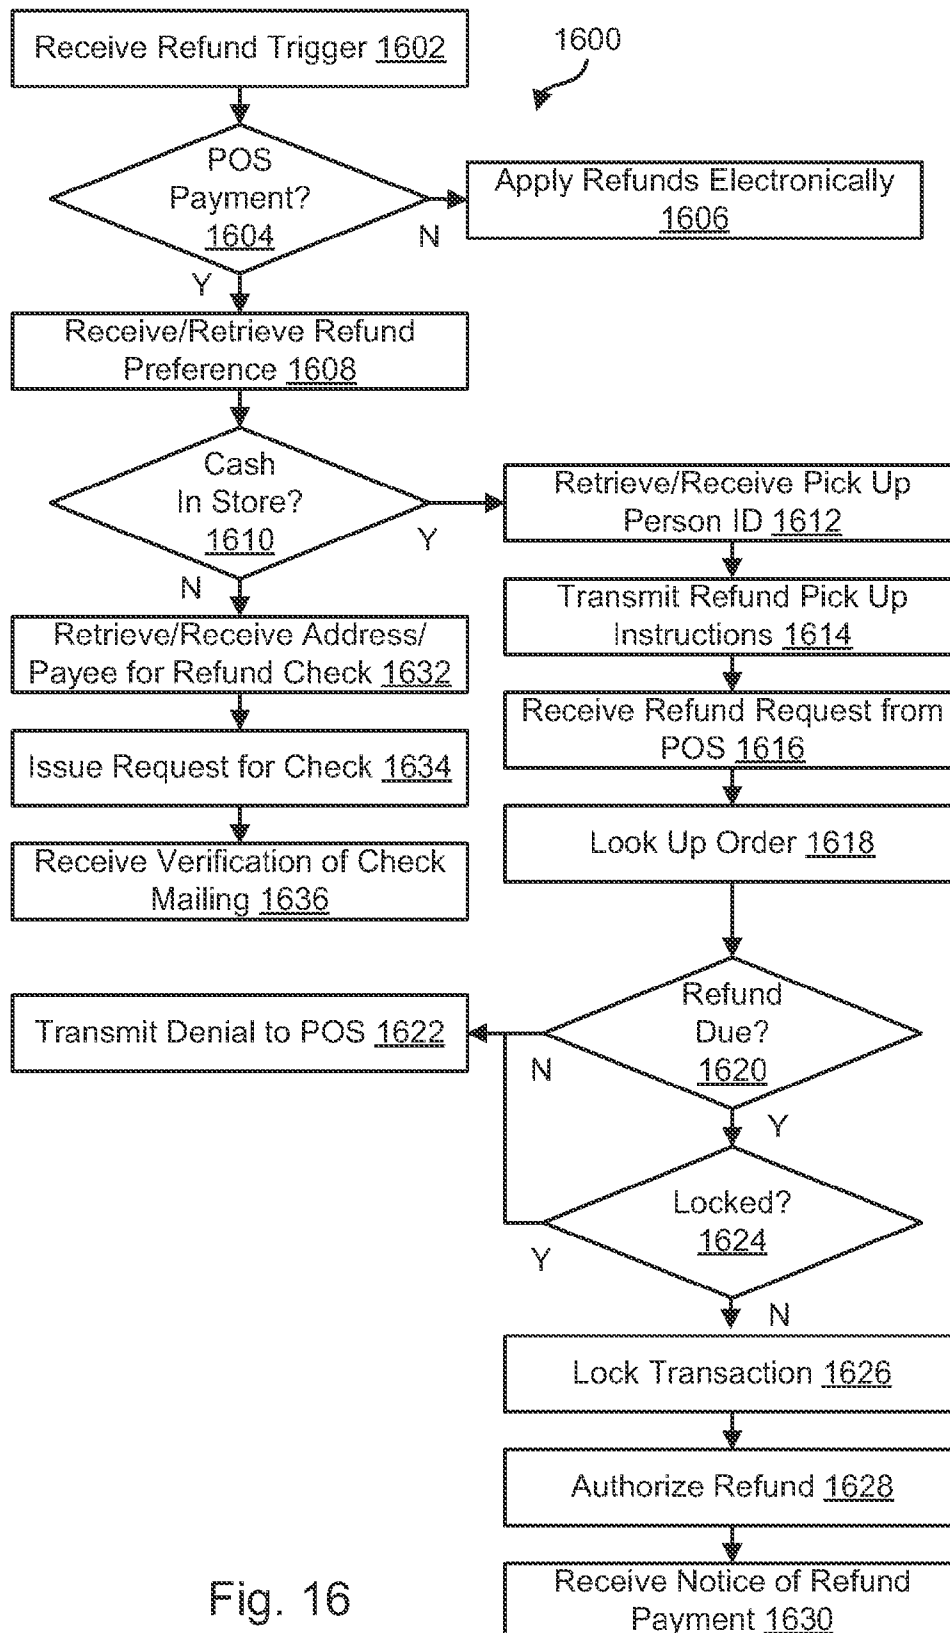 Receive Refund Trigger 1602
1600
POS
Payment?
1604
Y
N
Apply Refunds Electronically
1606
Receive/Retrieve Refund
Preference 1608
Cash
In Store?
1610
Y
N
Retrieve/Receive Pick Up
Person ID 1612
Transmit Refund Pick Up
Instructions 1614
Retrieve/Receive Address/
Payee for Refund Check 1632
Receive Refund Request from
POS 1616
Issue Request for Check 1634
Look Up Order 1618
Receive Verification of Check
Mailing 1636
Refund
Due?
1620
N
Y
Transmit Denial to POS 1622
Locked?
1624
Y
N
Lock Transaction 1626
Authorize Refund 1628
Receive Notice of Refund
Payment 1630
Fig. 16